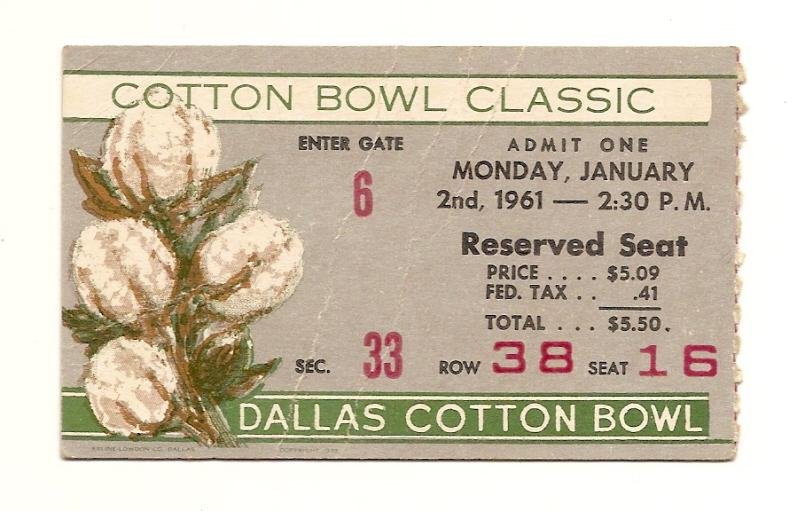 COTTON BOWL CLASSIC
ENTER GATE
6
ADMIT ONE
MONDAY, JANUARY
2nd, 1961 — 2:30 P.M.
Reserved Seat
PRICE .... $5.09
FED. TAX .. .41
TOTAL ... $5.50.
SEC. 33 ROW 38 SEAT 16
DALLAS COTTON BOWL